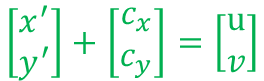 [x′ y′] + [c_x c_y] = [u v]